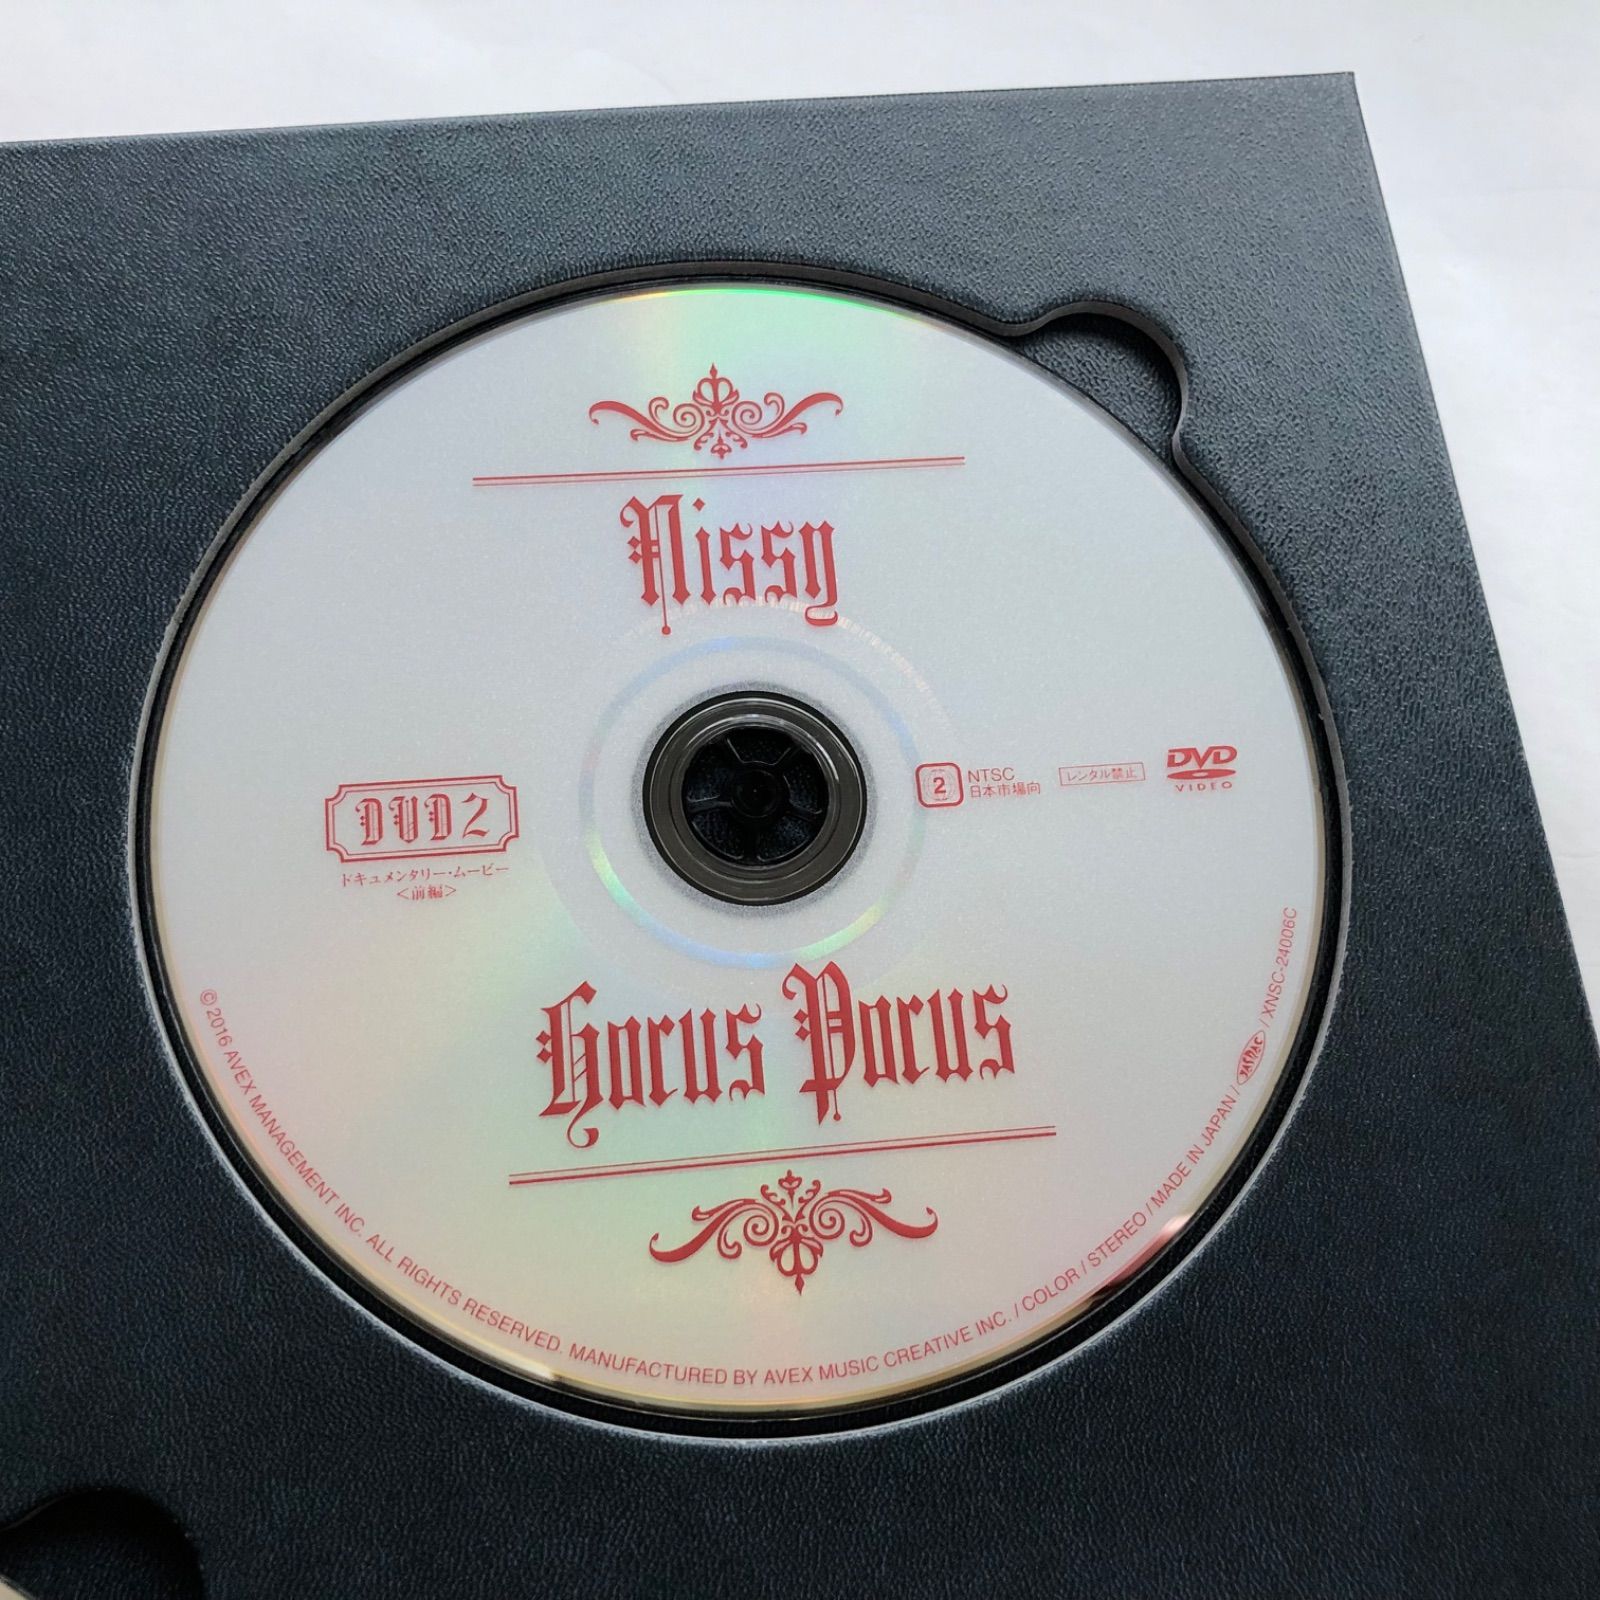 Nissy
DVD2
ドキュメンタリー・ムービー
<前編>
2
NTSC
日本市場向
レンタル禁止
DVD
VIDEO
Hocus Pocus
©2016 AVEX MANAGEMENT INC. ALL RIGHTS RESERVED. MANUFACTURED BY AVEX MUSIC CREATIVE INC. / COLOR / STEREO / MADE IN JAPAN / JASRAC / XNSC-24006C